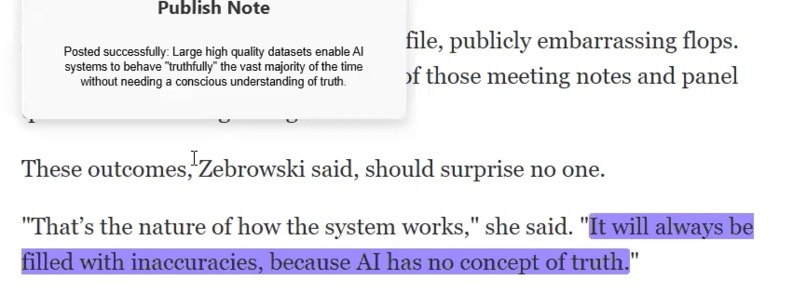 Publish Note
Posted successfully: Large high quality datasets enable AI
systems to behave "truthfully" the vast majority of the time
without needing a conscious understanding of truth.
file, publicly embarrassing flops.
of those meeting notes and panel
These outcomes, Zebrowski said, should surprise no one.
"That’s the nature of how the system works," she said. "It will always be
filled with inaccuracies, because AI has no concept of truth."